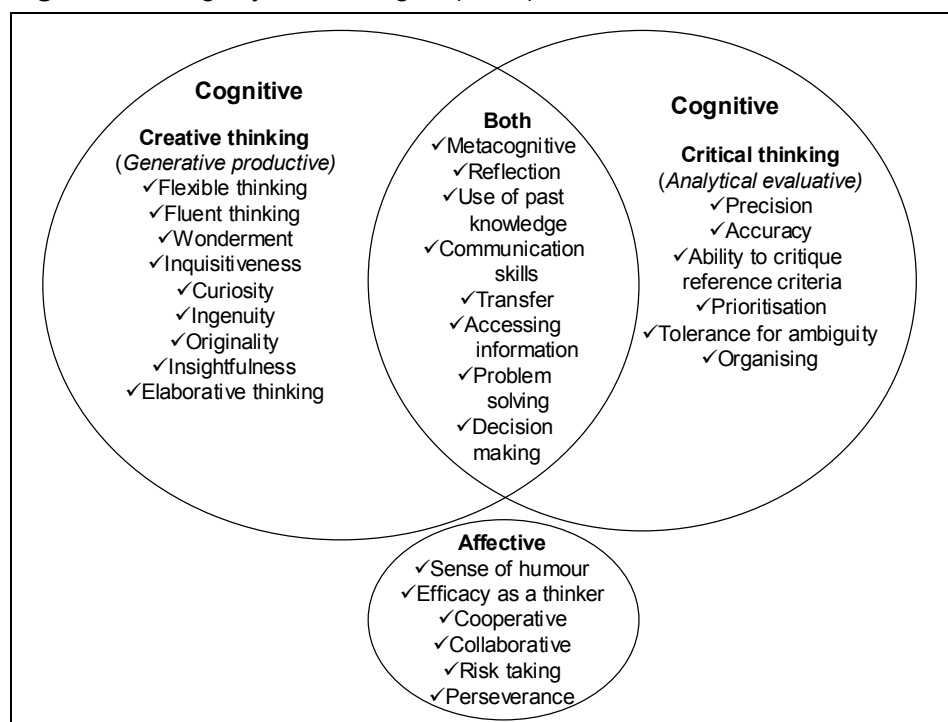 Cognitive
Creative thinking
(Generative productive)
✓Flexible thinking
✓Fluent thinking
✓Wonderment
✓Inquisitiveness
✓Curiosity
✓Ingenuity
✓Originality
✓Insightfulness
✓Elaborative thinking
Both
✓Metacognitive
✓Reflection
✓Use of past
knowledge
✓Communication
skills
✓Transfer
✓Accessing
information
✓Problem
solving
✓Decision
making
Cognitive
Critical thinking
(Analytical evaluative)
✓Precision
✓Accuracy
✓Ability to critique
reference criteria
✓Prioritisation
✓Tolerance for ambiguity
✓Organising
Affective
✓Sense of humour
✓Efficacy as a thinker
✓Cooperative
✓Collaborative
✓Risk taking
✓Perseverance